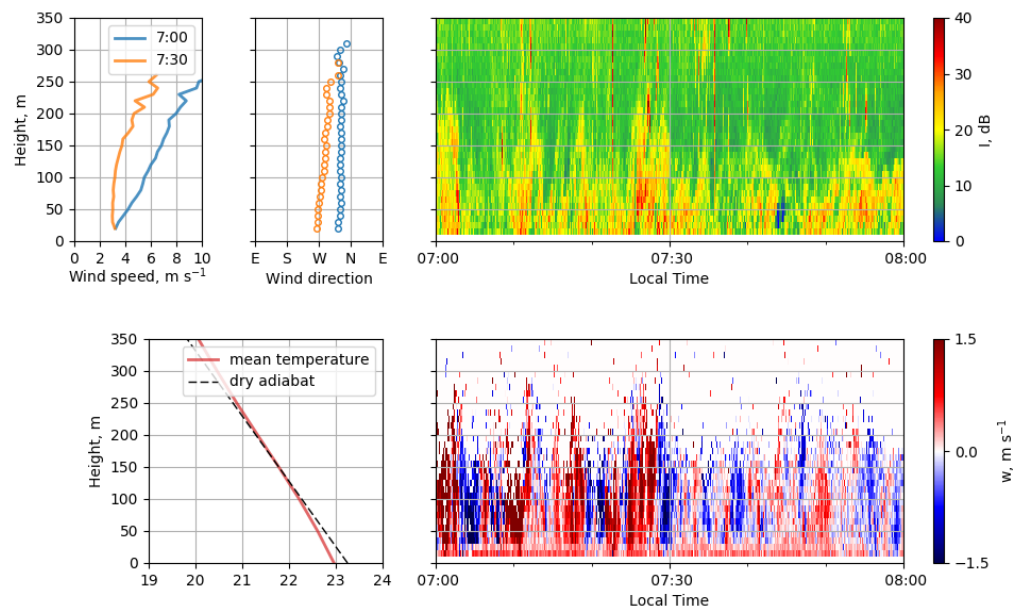 350
300
250
200
150
100
50
0
Height, m
7:00
7:30
0 2 4 6 8 10
Wind speed, m s⁻¹
E S W N E
Wind direction
07:00 07:30 08:00
Local Time
40
30
20
10
0
I, dB
350
300
250
200
150
100
50
0
Height, m
mean temperature
dry adiabat
19 20 21 22 23 24
07:00 07:30 08:00
Local Time
1.5
0.0
−1.5
w, m s⁻¹